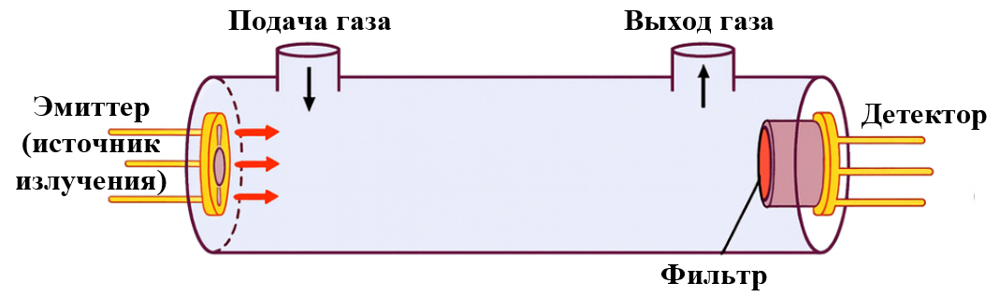 Подача газа
Выход газа
Эмиттер
(источник
излучения)
Детектор
Фильтр